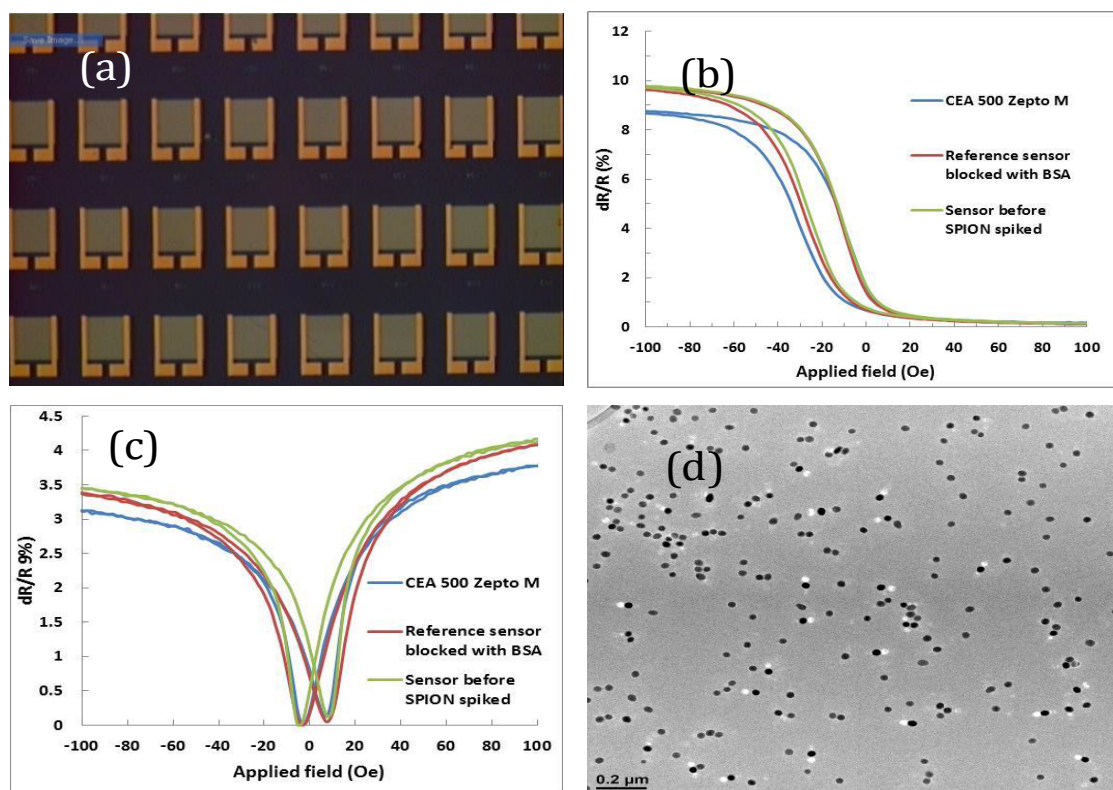 Save Image...
(a)
(b)
12
10
8
6
4
2
0
dR/R (%)
CEA 500 Zepto M
Reference sensor
blocked with BSA
Sensor before
SPION spiked
-100 -80 -60 -40 -20 0 20 40 60 80 100
Applied field (Oe)
(c)
4.5
4
3.5
3
2.5
2
1.5
1
0.5
0
dR/R 9%)
CEA 500 Zepto M
Reference sensor
blocked with BSA
Sensor before
SPION spiked
-100 -80 -60 -40 -20 0 20 40 60 80 100
Applied field (Oe)
(d)
0.2 µm